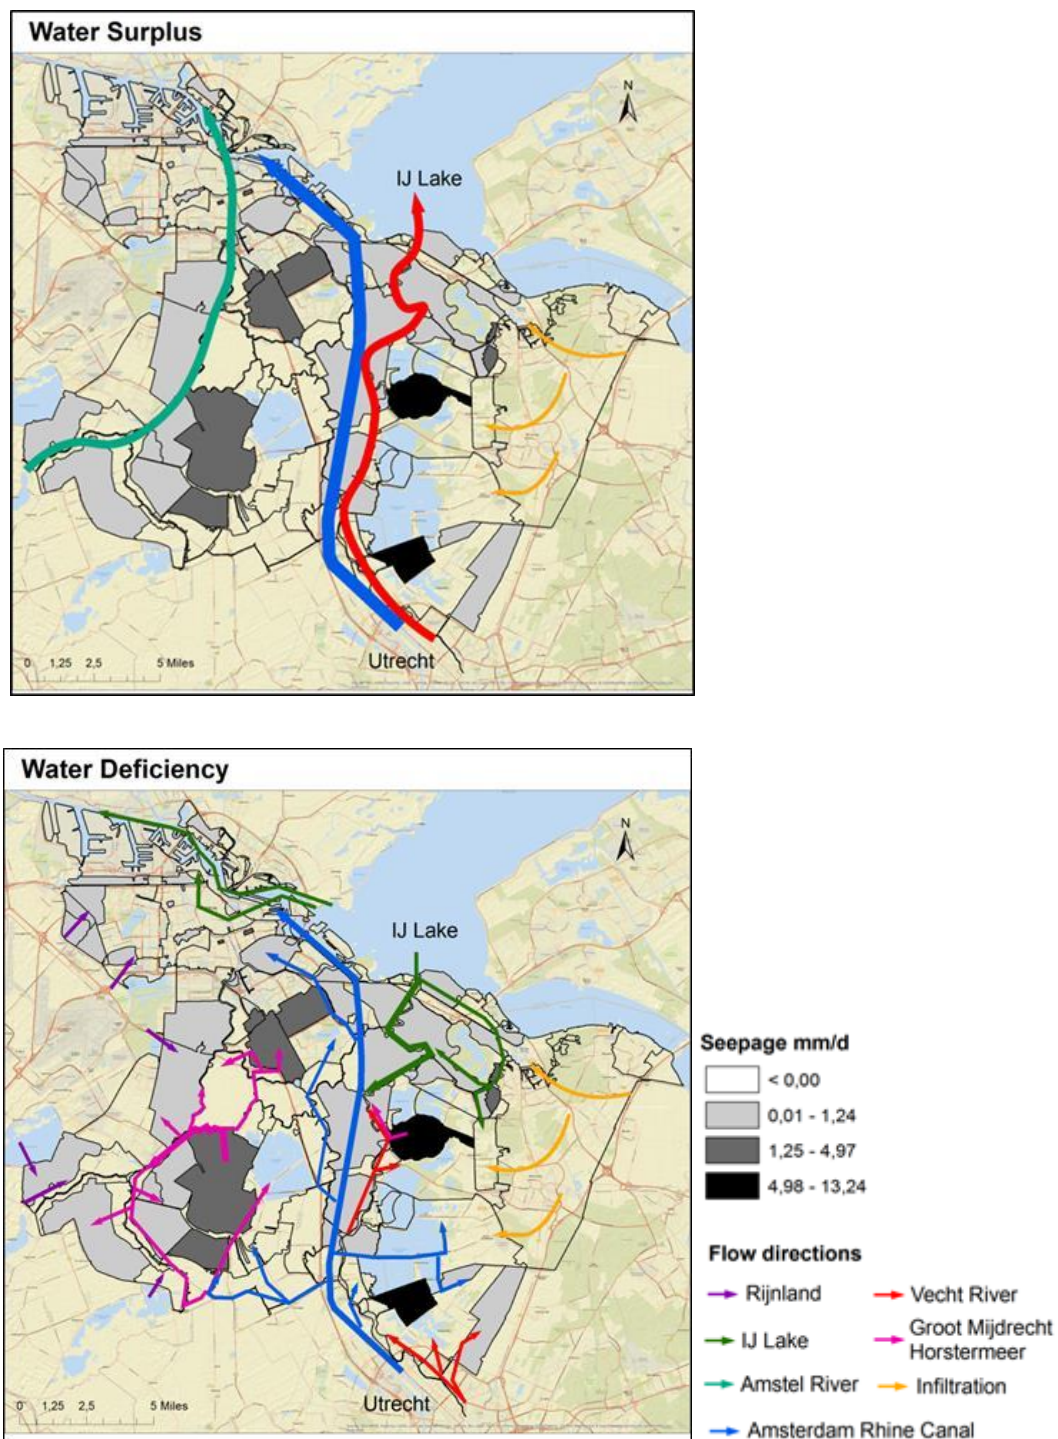 Water Surplus
N
IJ Lake
Utrecht
0 1,25 2,5 5 Miles
Water Deficiency
N
IJ Lake
Utrecht
0 1,25 2,5 5 Miles
Seepage mm/d
< 0,00
0,01 - 1,24
1,25 - 4,97
4,98 - 13,24
Flow directions
Rijnland
Vecht River
IJ Lake
Groot Mijdrecht
Horstermeer
Amstel River
Infiltration
Amsterdam Rhine Canal